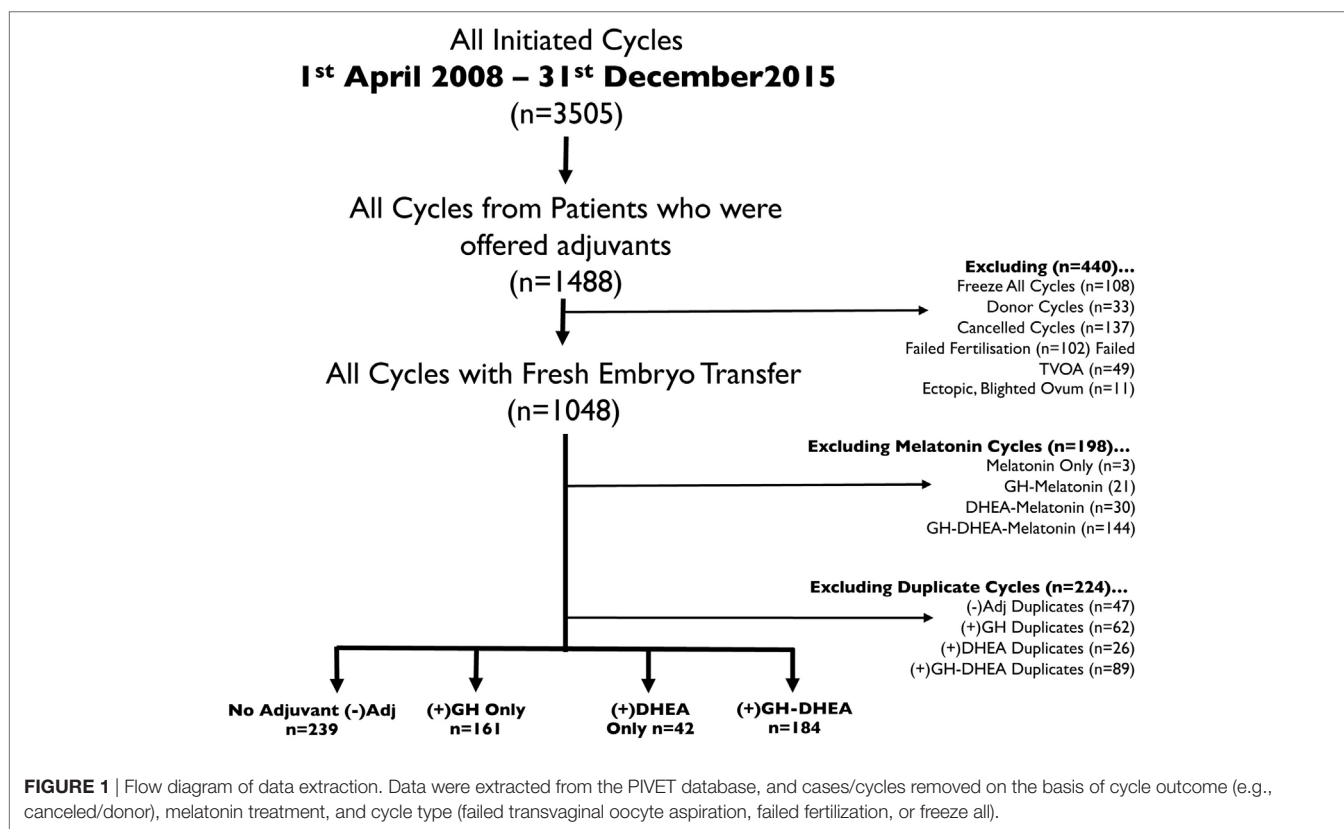 All Initiated Cycles
1st April 2008 – 31st December2015
(n=3505)
All Cycles from Patients who were
offered adjuvants
(n=1488)
Excluding (n=440)...
Freeze All Cycles (n=108)
Donor Cycles (n=33)
Cancelled Cycles (n=137)
Failed Fertilisation (n=102) Failed
TVOA (n=49)
Ectopic, Blighted Ovum (n=11)
All Cycles with Fresh Embryo Transfer
(n=1048)
Excluding Melatonin Cycles (n=198)...
Melatonin Only (n=3)
GH-Melatonin (21)
DHEA-Melatonin (n=30)
GH-DHEA-Melatonin (n=144)
Excluding Duplicate Cycles (n=224)...
(-)Adj Duplicates (n=47)
(+)GH Duplicates (n=62)
(+)DHEA Duplicates (n=26)
(+)GH-DHEA Duplicates (n=89)
No Adjuvant (-)Adj
n=239
(+)GH Only
n=161
(+)DHEA
Only n=42
(+)GH-DHEA
n=184
FIGURE 1 | Flow diagram of data extraction. Data were extracted from the PIVET database, and cases/cycles removed on the basis of cycle outcome (e.g.,
canceled/donor), melatonin treatment, and cycle type (failed transvaginal oocyte aspiration, failed fertilization, or freeze all).